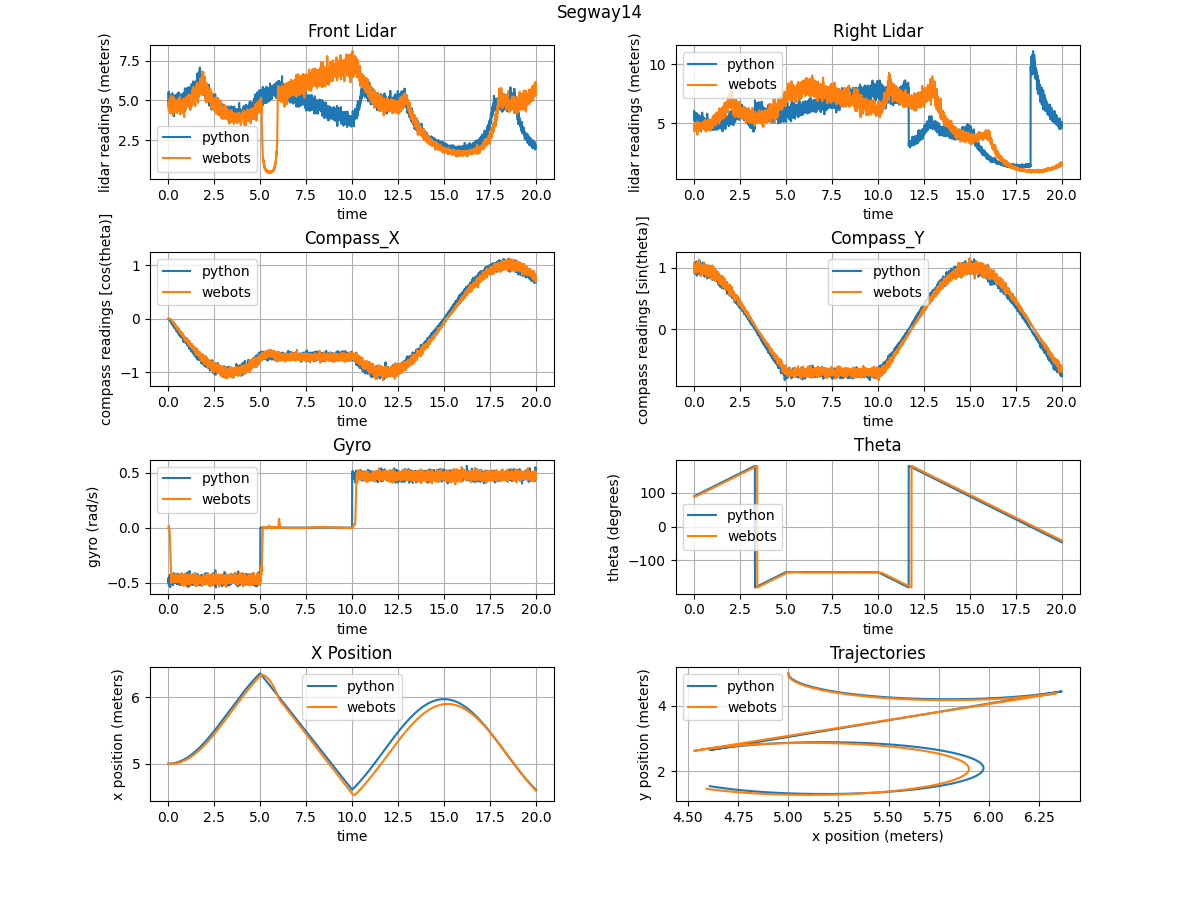 Segway14
Front Lidar
lidar readings (meters)
7.5
5.0
2.5
python
webots
0.0 2.5 5.0 7.5 10.0 12.5 15.0 17.5 20.0
time
Right Lidar
lidar readings (meters)
10
5
python
webots
0.0 2.5 5.0 7.5 10.0 12.5 15.0 17.5 20.0
time
Compass_X
compass readings [cos(theta)]
1
0
−1
python
webots
0.0 2.5 5.0 7.5 10.0 12.5 15.0 17.5 20.0
time
Compass_Y
compass readings [sin(theta)]
1
0
python
webots
0.0 2.5 5.0 7.5 10.0 12.5 15.0 17.5 20.0
time
Gyro
gyro (rad/s)
0.5
0.0
−0.5
python
webots
0.0 2.5 5.0 7.5 10.0 12.5 15.0 17.5 20.0
time
Theta
theta (degrees)
100
0
−100
python
webots
0.0 2.5 5.0 7.5 10.0 12.5 15.0 17.5 20.0
time
X Position
x position (meters)
6
5
python
webots
0.0 2.5 5.0 7.5 10.0 12.5 15.0 17.5 20.0
time
Trajectories
y position (meters)
4
2
python
webots
4.50 4.75 5.00 5.25 5.50 5.75 6.00 6.25
x position (meters)